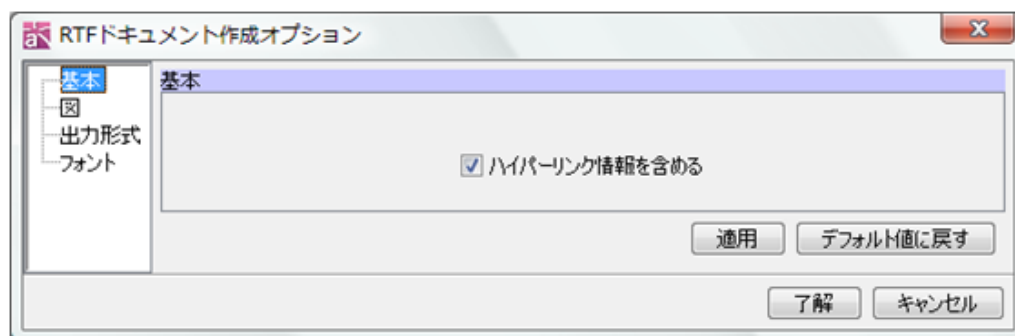 RTFドキュメント作成オプション
基本
図
出力形式
フォント
基本
ハイパーリンク情報を含める
適用 デフォルト値に戻す
了解 キャンセル